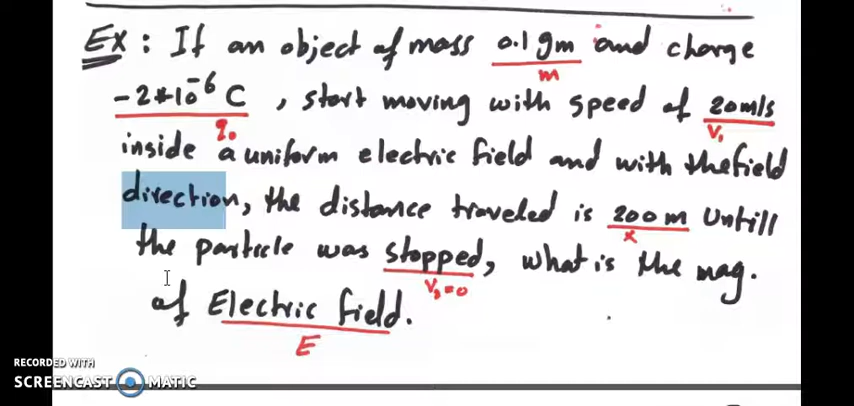 Ex : If an object of mass 0.1 gm and charge
m
-2*10^-6 C , start moving with speed of 20m/s
q₀ V₁
inside a uniform electric field and with the field
direction, the distance traveled is 200 m Untill
x
the particle was stopped, what is the mag.
V₂=0
of Electric field.
E
RECORDED WITH
SCREENCAST MATIC